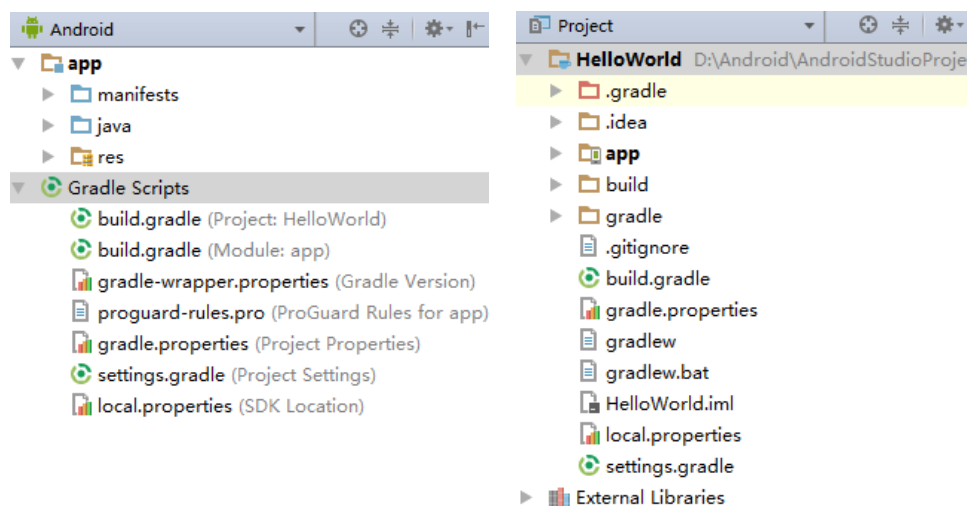 Android
app
manifests
java
res
Gradle Scripts
build.gradle (Project: HelloWorld)
build.gradle (Module: app)
gradle-wrapper.properties (Gradle Version)
proguard-rules.pro (ProGuard Rules for app)
gradle.properties (Project Properties)
settings.gradle (Project Settings)
local.properties (SDK Location)
Project
HelloWorld D:\Android\AndroidStudioProje
.gradle
.idea
app
build
gradle
.gitignore
build.gradle
gradle.properties
gradlew
gradlew.bat
HelloWorld.iml
local.properties
settings.gradle
External Libraries